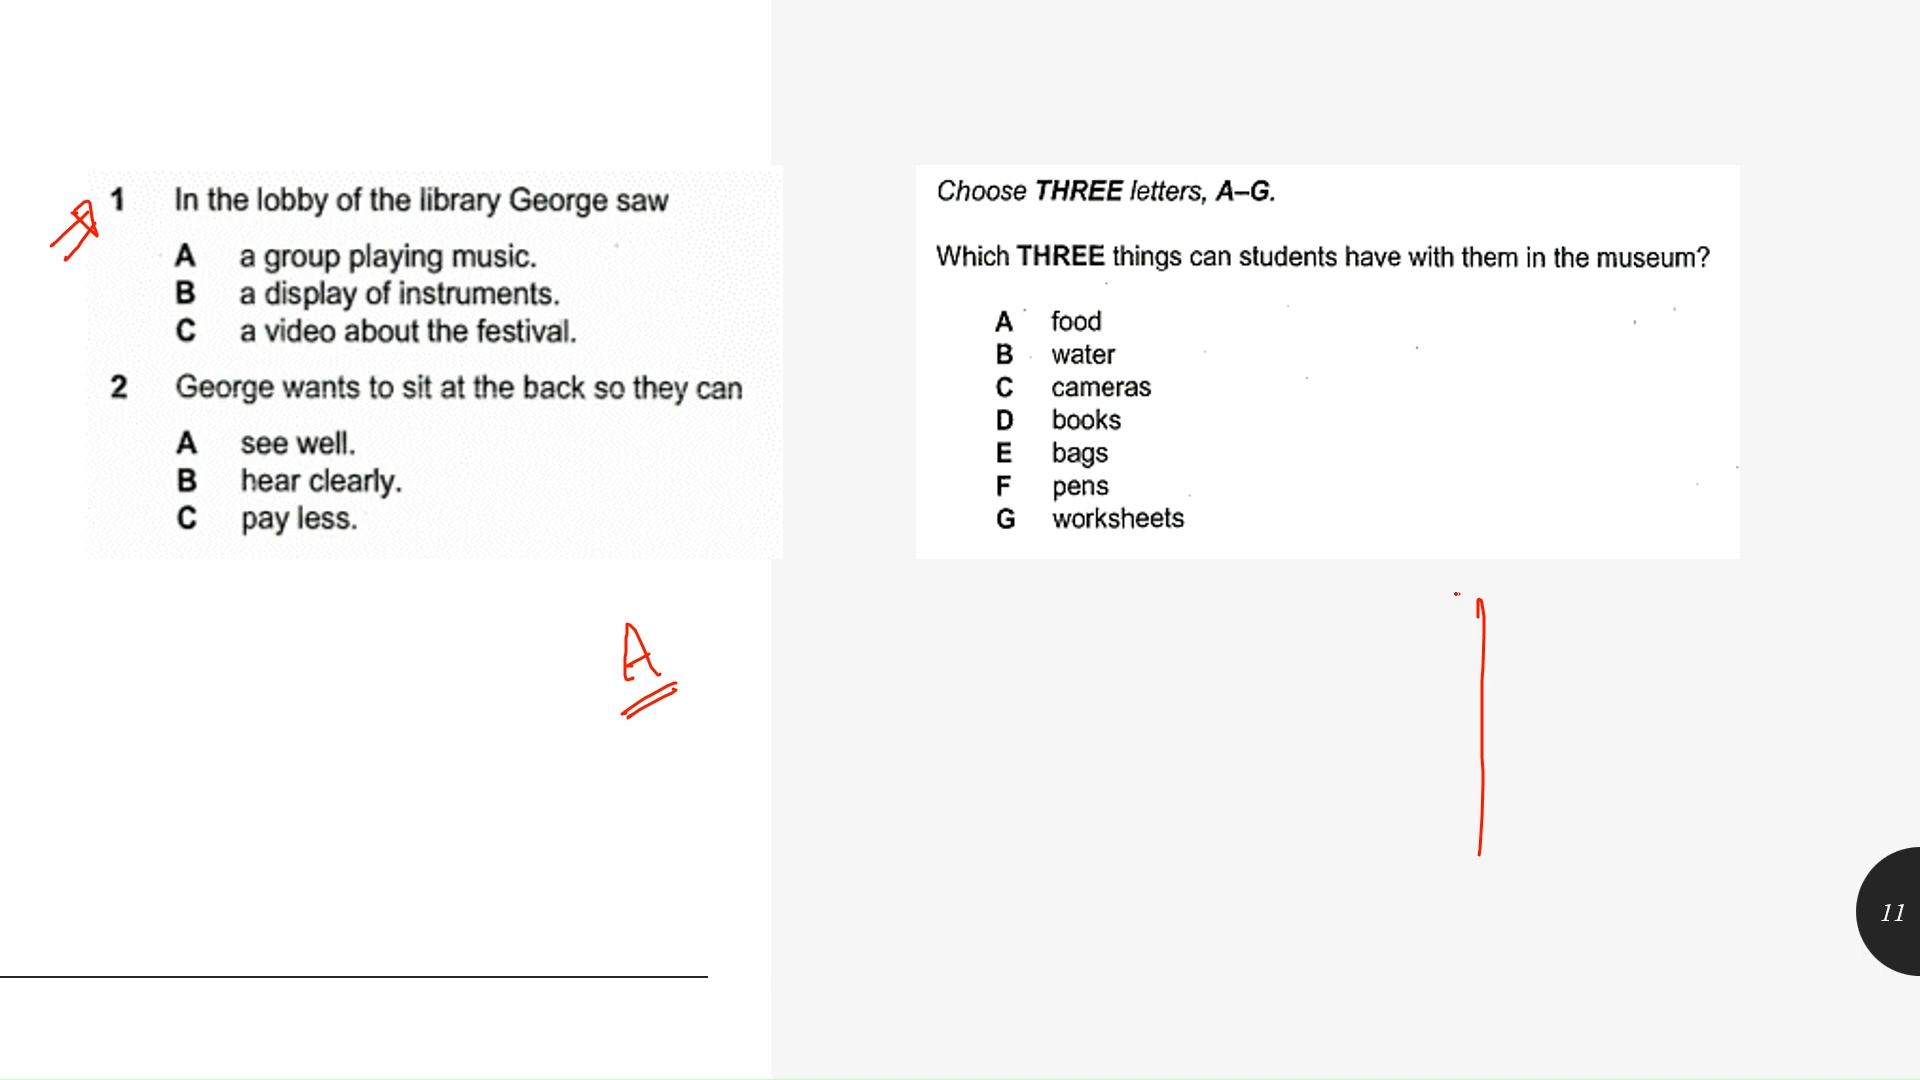 1 In the lobby of the library George saw
A a group playing music.
B a display of instruments.
C a video about the festival.
2 George wants to sit at the back so they can
A see well.
B hear clearly.
C pay less.
A
Choose THREE letters, A–G.
Which THREE things can students have with them in the museum?
A food
B water
C cameras
D books
E bags
F pens
G worksheets
11